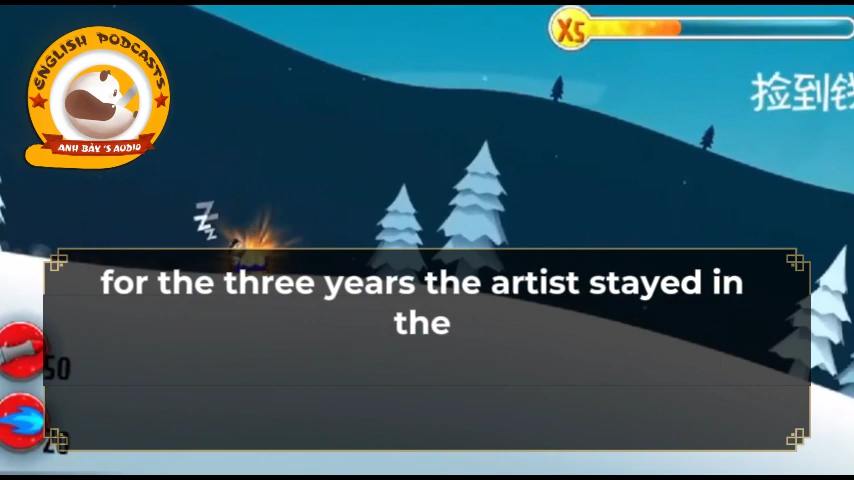 ENGLISH PODCASTS
ANH BẢY 'S AUDIO
X5
捡到钱
Z
Z
Z
for the three years the artist stayed in
the
50
20